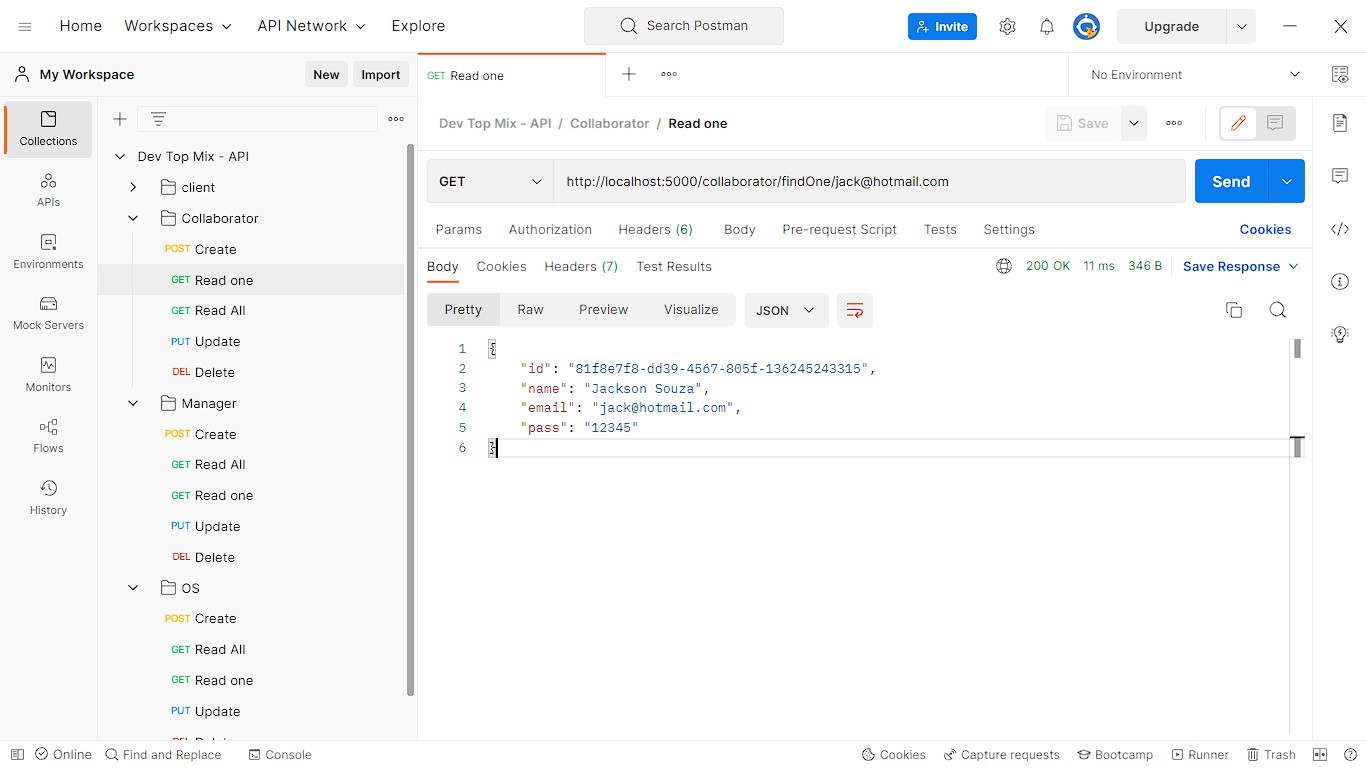 Home Workspaces API Network Explore Search Postman Invite Upgrade
My Workspace New Import GET Read one No Environment
Collections
APIs
Environments
Mock Servers
Monitors
Flows
History
Dev Top Mix - API
client
Collaborator
POST Create
GET Read one
GET Read All
PUT Update
DEL Delete
Manager
POST Create
GET Read All
GET Read one
PUT Update
DEL Delete
OS
POST Create
GET Read All
GET Read one
PUT Update
Dev Top Mix - API / Collaborator / Read one Save
GET http://localhost:5000/collaborator/findOne/jack@hotmail.com Send
Params Authorization Headers (6) Body Pre-request Script Tests Settings Cookies
Body Cookies Headers (7) Test Results 200 OK 11 ms 346 B Save Response
Pretty Raw Preview Visualize JSON
1 {
2 "id": "81f8e7f8-dd39-4567-805f-136245243315",
3 "name": "Jackson Souza",
4 "email": "jack@hotmail.com",
5 "pass": "12345"
6 }
Online Find and Replace Console Cookies Capture requests Bootcamp Runner Trash